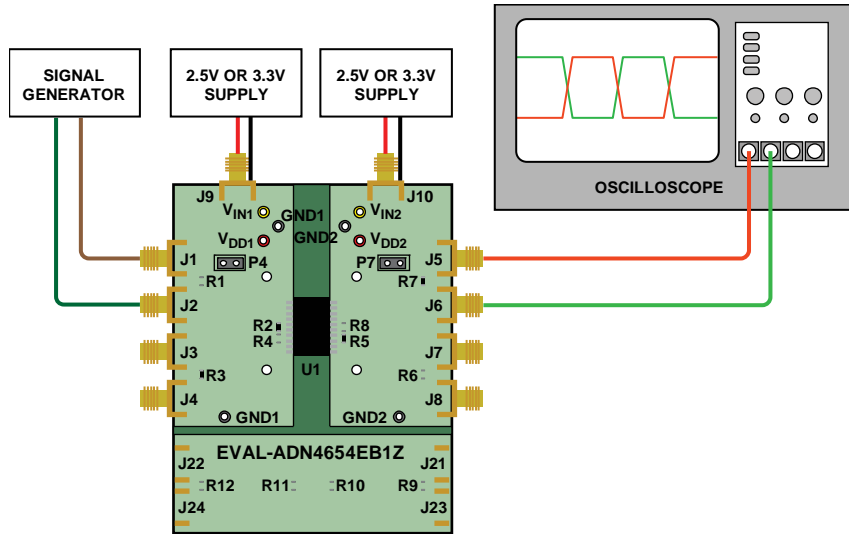 SIGNAL
GENERATOR
2.5V OR 3.3V
SUPPLY
2.5V OR 3.3V
SUPPLY
OSCILLOSCOPE
J9
J10
VIN1
GND1
VIN2
GND2
VDD1
VDD2
J1
P4
P7
J5
R1
R7
J2
J6
R2
R8
R4
R5
J3
J7
U1
R3
R6
J4
J8
GND1
GND2
EVAL-ADN4654EB1Z
J22
J21
R12
R11
R10
R9
J24
J23